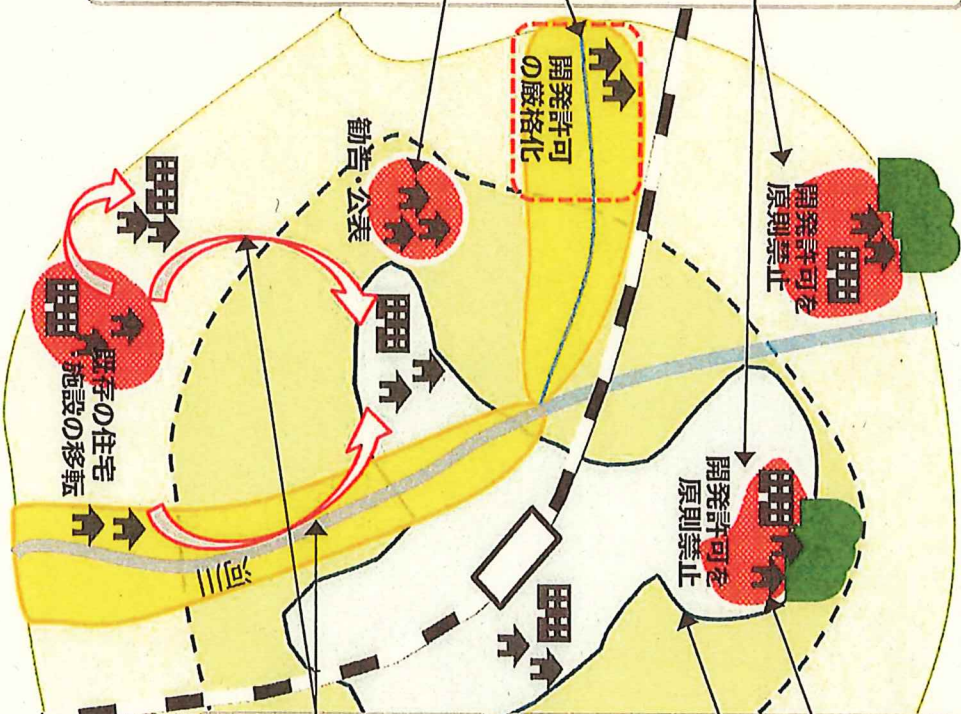 開発許可
の厳格化
勧告・公表
開発許可を
原則禁止
開発許可を
原則禁止
既存の住宅
施設の移転
河川